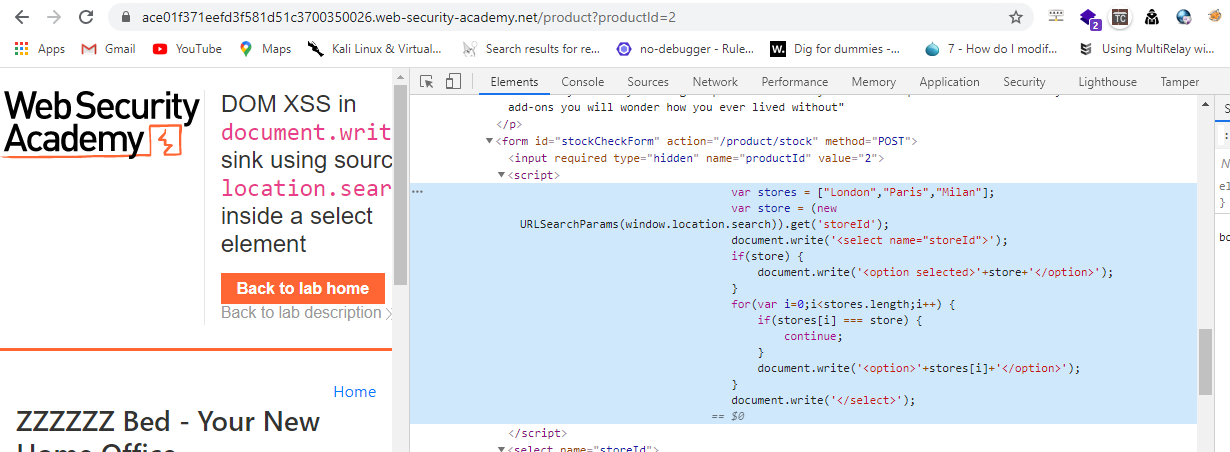 ace01f371eefd3f581d51c3700350026.web-security-academy.net/product?productId=2
2
TC
Apps
Gmail
YouTube
Maps
Kali Linux & Virtual...
Search results for re...
no-debugger - Rule...
W.
Dig for dummies -...
7 - How do I modif...
Using MultiRelay wi...
Web Security
Academy
DOM XSS in
document.writ
sink using sourc
location.sear
inside a select
element
Back to lab home
Back to lab description
Home
ZZZZZZ Bed - Your New
Home Office
Elements Console Sources Network Performance Memory Application Security Lighthouse Tamper
add-ons you will wonder how you ever lived without"
</p>
<form id="stockCheckForm" action="/product/stock" method="POST">
<input required type="hidden" name="productId" value="2">
<script>
var stores = ["London","Paris","Milan"];
var store = (new
URLSearchParams(window.location.search)).get('storeId');
document.write('<select name="storeId">');
if(store) {
document.write('<option selected>'+store+'</option>');
}
for(var i=0;i<stores.length;i++) {
if(stores[i] === store) {
continue;
}
document.write('<option>'+stores[i]+'</option>');
}
document.write('</select>');
== $0
</script>
<select name="storeId">
S
:
N
el
}
bo